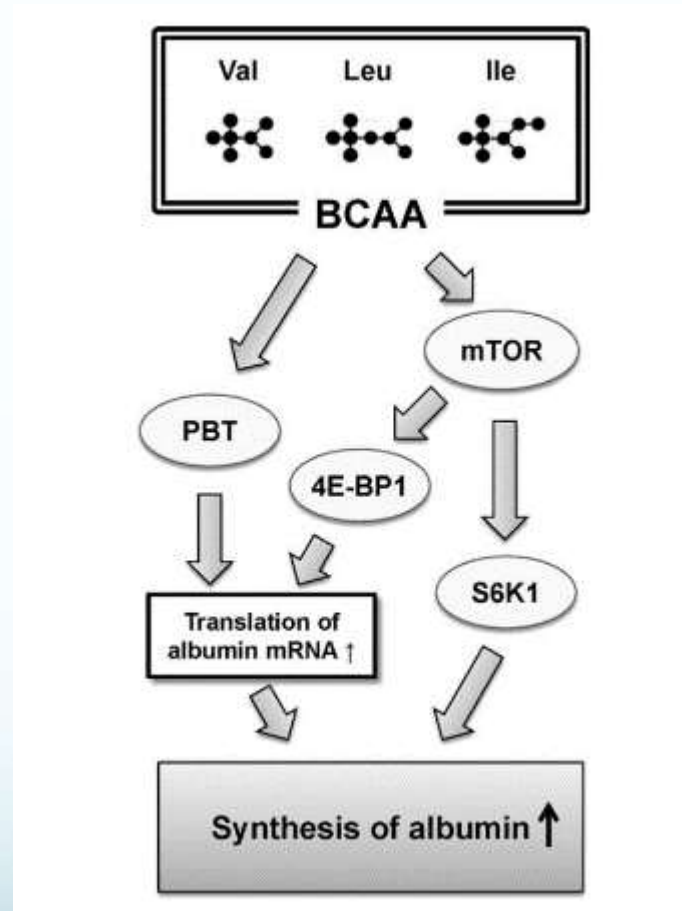 Val Leu Ile
BCAA
mTOR
PBT
4E-BP1
S6K1
Translation of
albumin mRNA ↑
Synthesis of albumin ↑